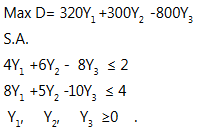 Max D= 320Y₁ +300Y₂ -800Y₃
S.A.
4Y₁ +6Y₂ - 8Y₃ ≤ 2
8Y₁ +5Y₂ -10Y₃ ≤ 4
Y₁, Y₂, Y₃ ≥0 .